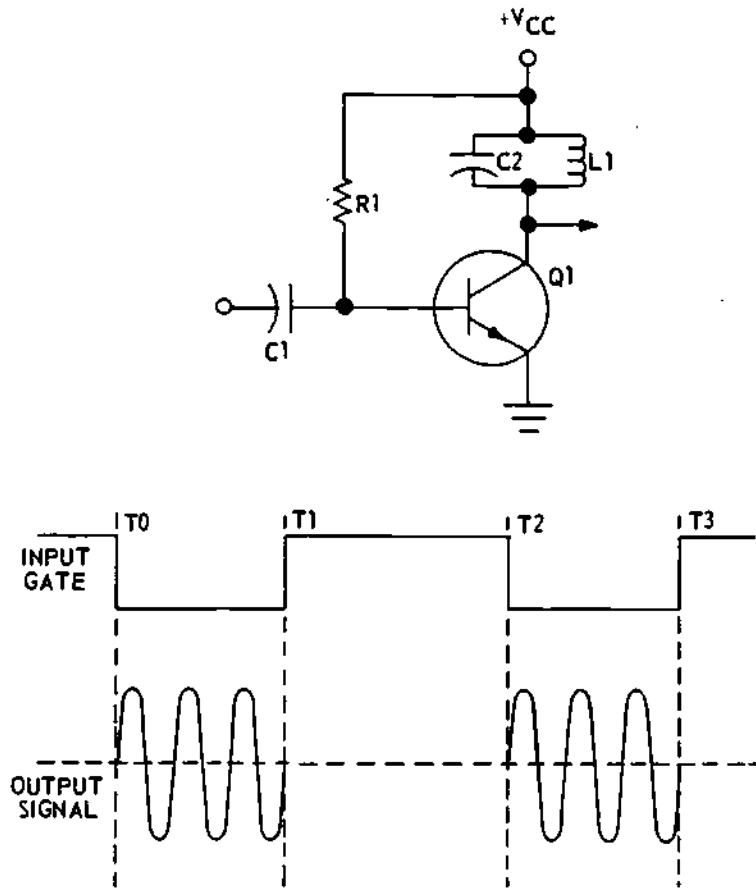 +VCC
C2
L1
R1
Q1
C1
T0
T1
T2
T3
INPUT
GATE
OUTPUT
SIGNAL